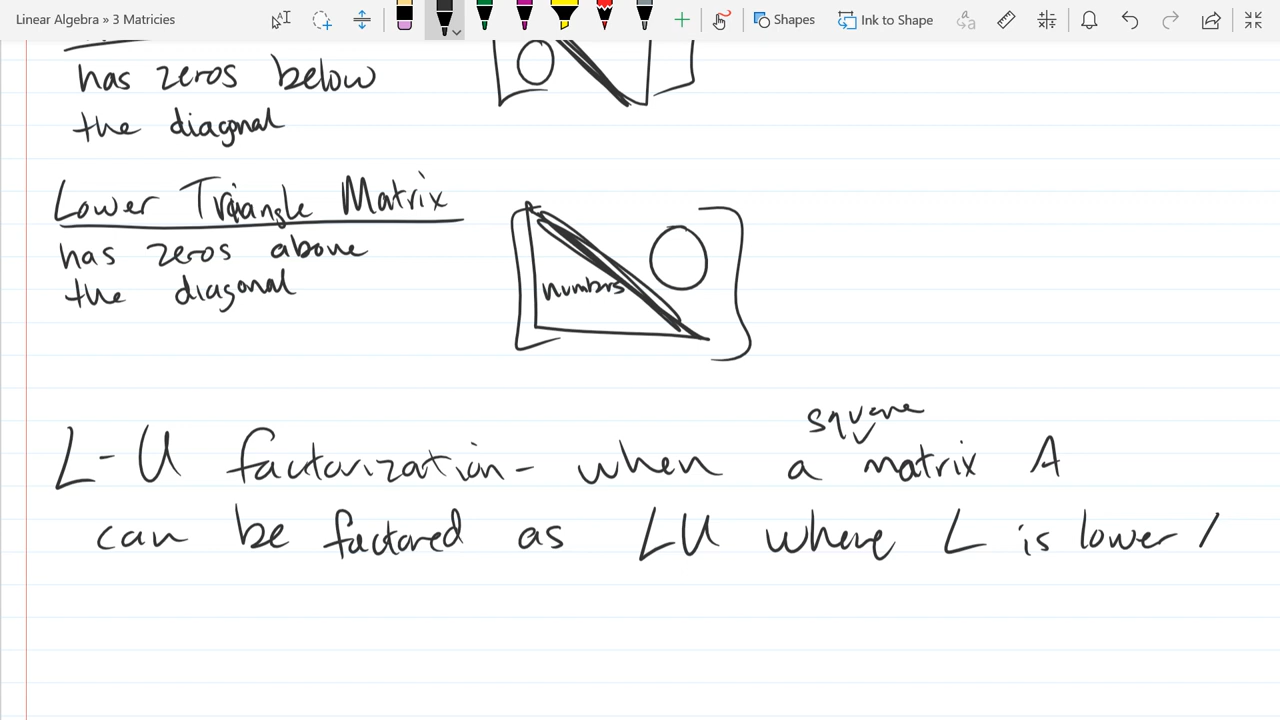 Linear Algebra » 3 Matricies
Shapes
Ink to Shape
has zeros below
the diagonal
Lower Triangle Matrix
has zeros above
the diagonal
numbers
square
L-U factorization - when a matrix A
can be factored as LU where L is lower /